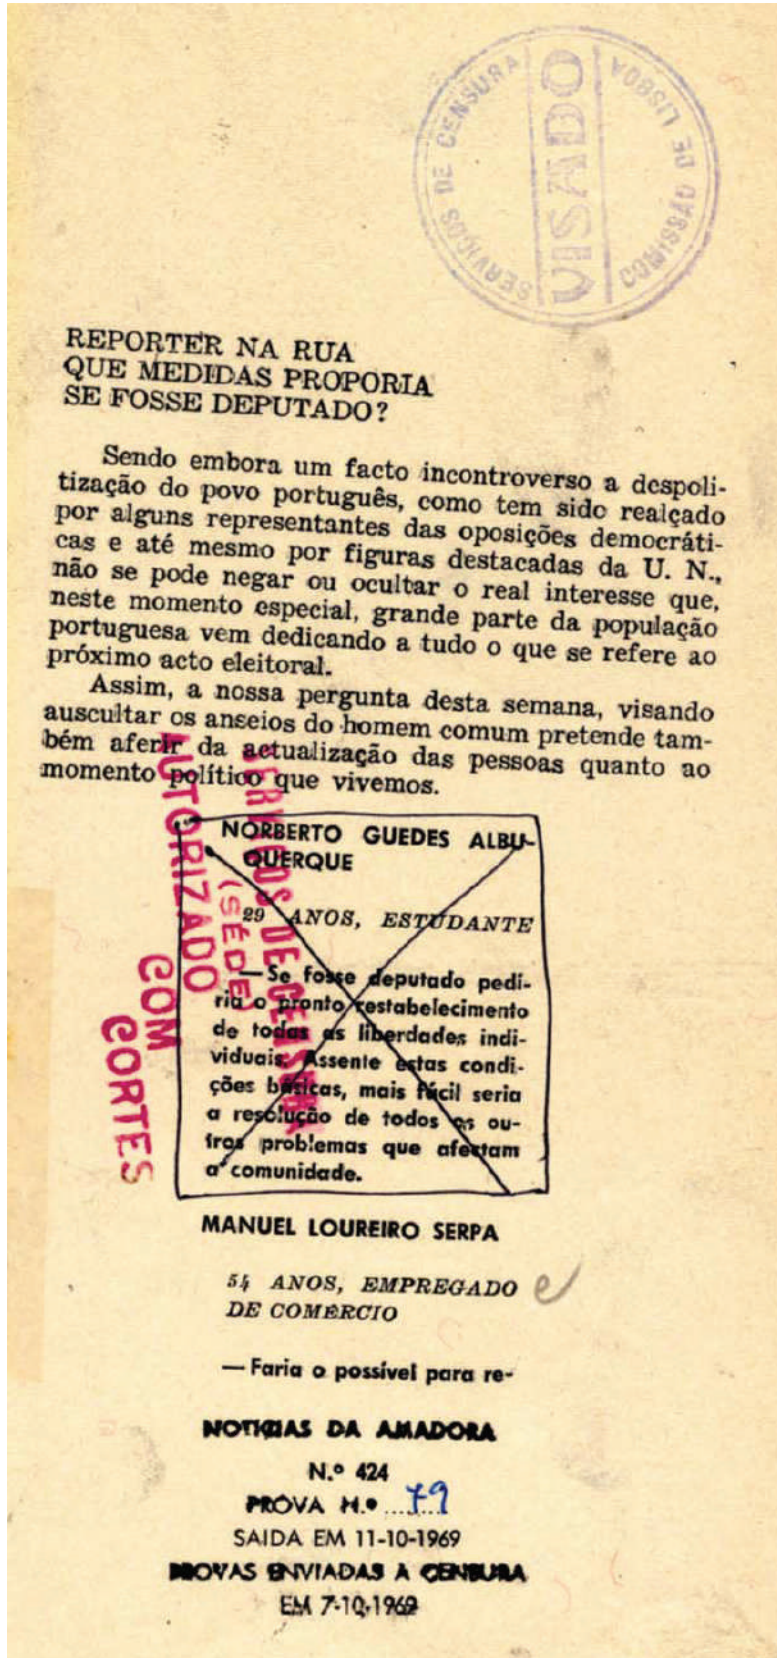 SERVIÇOS DE CENSURA
VISADO
COMISSÃO DE LISBOA
REPORTER NA RUA
QUE MEDIDAS PROPORIA
SE FOSSE DEPUTADO?
Sendo embora um facto incontroverso a despoli-
tização do povo português, como tem sido realçado
por alguns representantes das oposições democráti-
cas e até mesmo por figuras destacadas da U. N.,
não se pode negar ou ocultar o real interesse que,
neste momento especial, grande parte da população
portuguesa vem dedicando a tudo o que se refere ao
próximo acto eleitoral.
Assim, a nossa pergunta desta semana, visando
auscultar os anseios do homem comum pretende tam-
bém aferir da actualização das pessoas quanto ao
momento político que vivemos.
SERVIÇOS DE CENSURA
(SÉDE)
AUTORIZADO
COM
CORTES
NORBERTO GUEDES ALBU-
QUERQUE
29 ANOS, ESTUDANTE
—Se fosse deputado pedi-
ria o pronto restabelecimento
de todas as liberdades indi-
viduais. Assente estas condi-
ções básicas, mais fácil seria
a resolução de todos os ou-
tros problemas que afectam
a comunidade.
MANUEL LOUREIRO SERPA
54 ANOS, EMPREGADO e
DE COMÉRCIO
—Faria o possível para re-
NOTICIAS DA AMADORA
N.º 424
PROVA N.º ......79
SAIDA EM 11-10-1969
PROVAS ENVIADAS A CENSURA
EM 7-10-1969